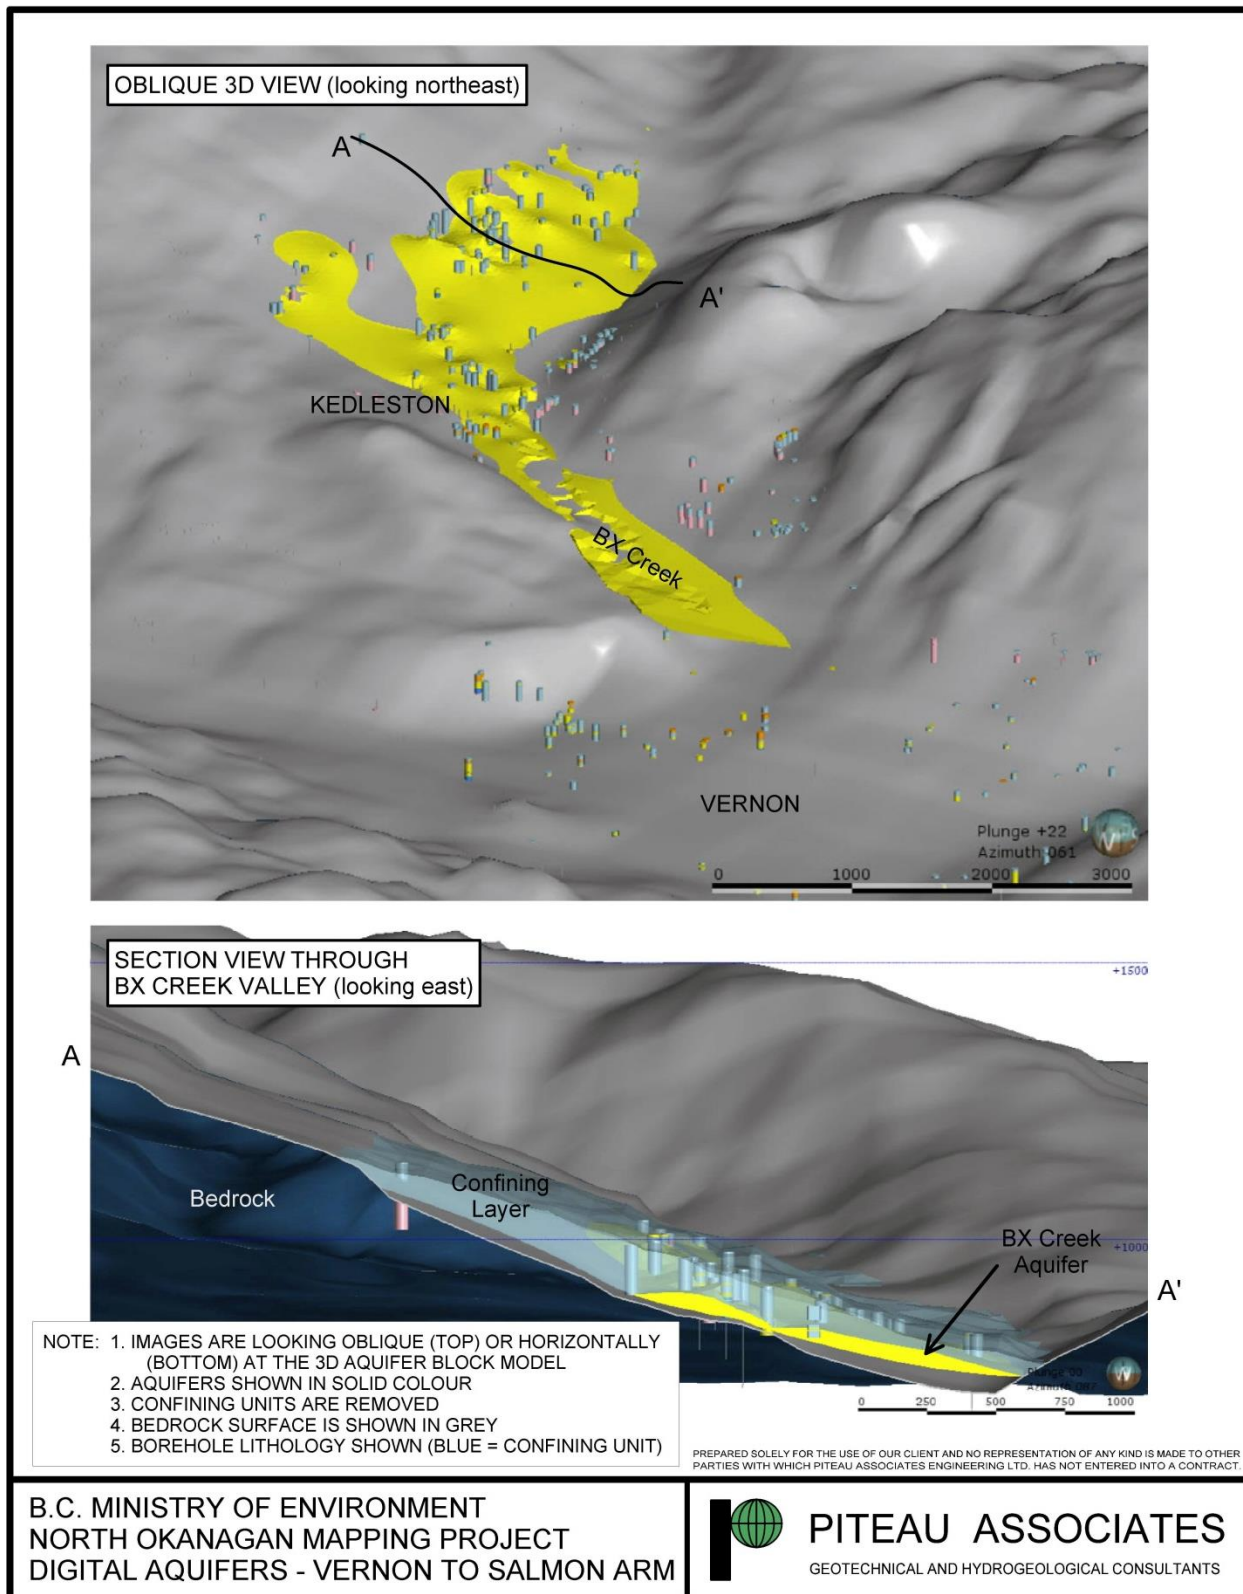 OBLIQUE 3D VIEW (looking northeast)
A
A'
KEDLESTON
BX Creek
VERNON
Plunge +22
Azimuth 061
0 1000 2000 3000
SECTION VIEW THROUGH
BX CREEK VALLEY (looking east)
+1500
A
Bedrock
Confining
Layer
BX Creek
Aquifer
+1000
A'
Plunge 00
0 250 500 750 1000
NOTE: 1. IMAGES ARE LOOKING OBLIQUE (TOP) OR HORIZONTALLY
(BOTTOM) AT THE 3D AQUIFER BLOCK MODEL
2. AQUIFERS SHOWN IN SOLID COLOUR
3. CONFINING UNITS ARE REMOVED
4. BEDROCK SURFACE IS SHOWN IN GREY
5. BOREHOLE LITHOLOGY SHOWN (BLUE = CONFINING UNIT)
PREPARED SOLELY FOR THE USE OF OUR CLIENT AND NO REPRESENTATION OF ANY KIND IS MADE TO OTHER
PARTIES WITH WHICH PITEAU ASSOCIATES ENGINEERING LTD. HAS NOT ENTERED INTO A CONTRACT.
B.C. MINISTRY OF ENVIRONMENT
NORTH OKANAGAN MAPPING PROJECT
DIGITAL AQUIFERS - VERNON TO SALMON ARM
PITEAU ASSOCIATES
GEOTECHNICAL AND HYDROGEOLOGICAL CONSULTANTS